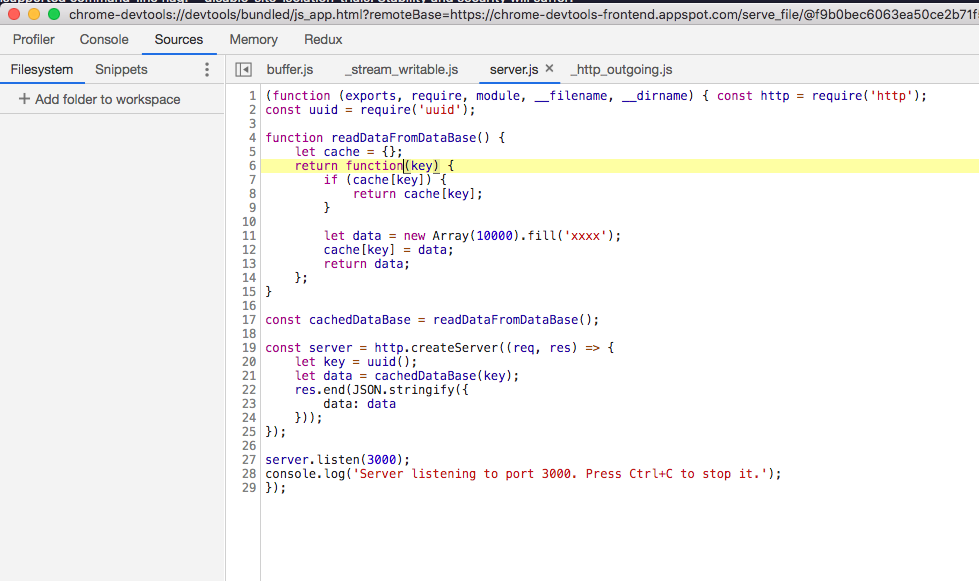 chrome-devtools://devtools/bundled/js_app.html?remoteBase=https://chrome-devtools-frontend.appspot.com/serve_file/@f9b0bec6063ea50ce2b71f
Profiler Console Sources Memory Redux
Filesystem Snippets buffer.js _stream_writable.js server.js × _http_outgoing.js
+ Add folder to workspace
1 (function (exports, require, module, __filename, __dirname) { const http = require('http');
2 const uuid = require('uuid');
3
4 function readDataFromDataBase() {
5     let cache = {};
6     return function(key) {
7         if (cache[key]) {
8             return cache[key];
9         }
10
11         let data = new Array(10000).fill('xxxx');
12         cache[key] = data;
13         return data;
14     };
15 }
16
17 const cachedDataBase = readDataFromDataBase();
18
19 const server = http.createServer((req, res) => {
20     let key = uuid();
21     let data = cachedDataBase(key);
22     res.end(JSON.stringify({
23         data: data
24     }));
25 });
26
27 server.listen(3000);
28 console.log('Server listening to port 3000. Press Ctrl+C to stop it.');
29 });